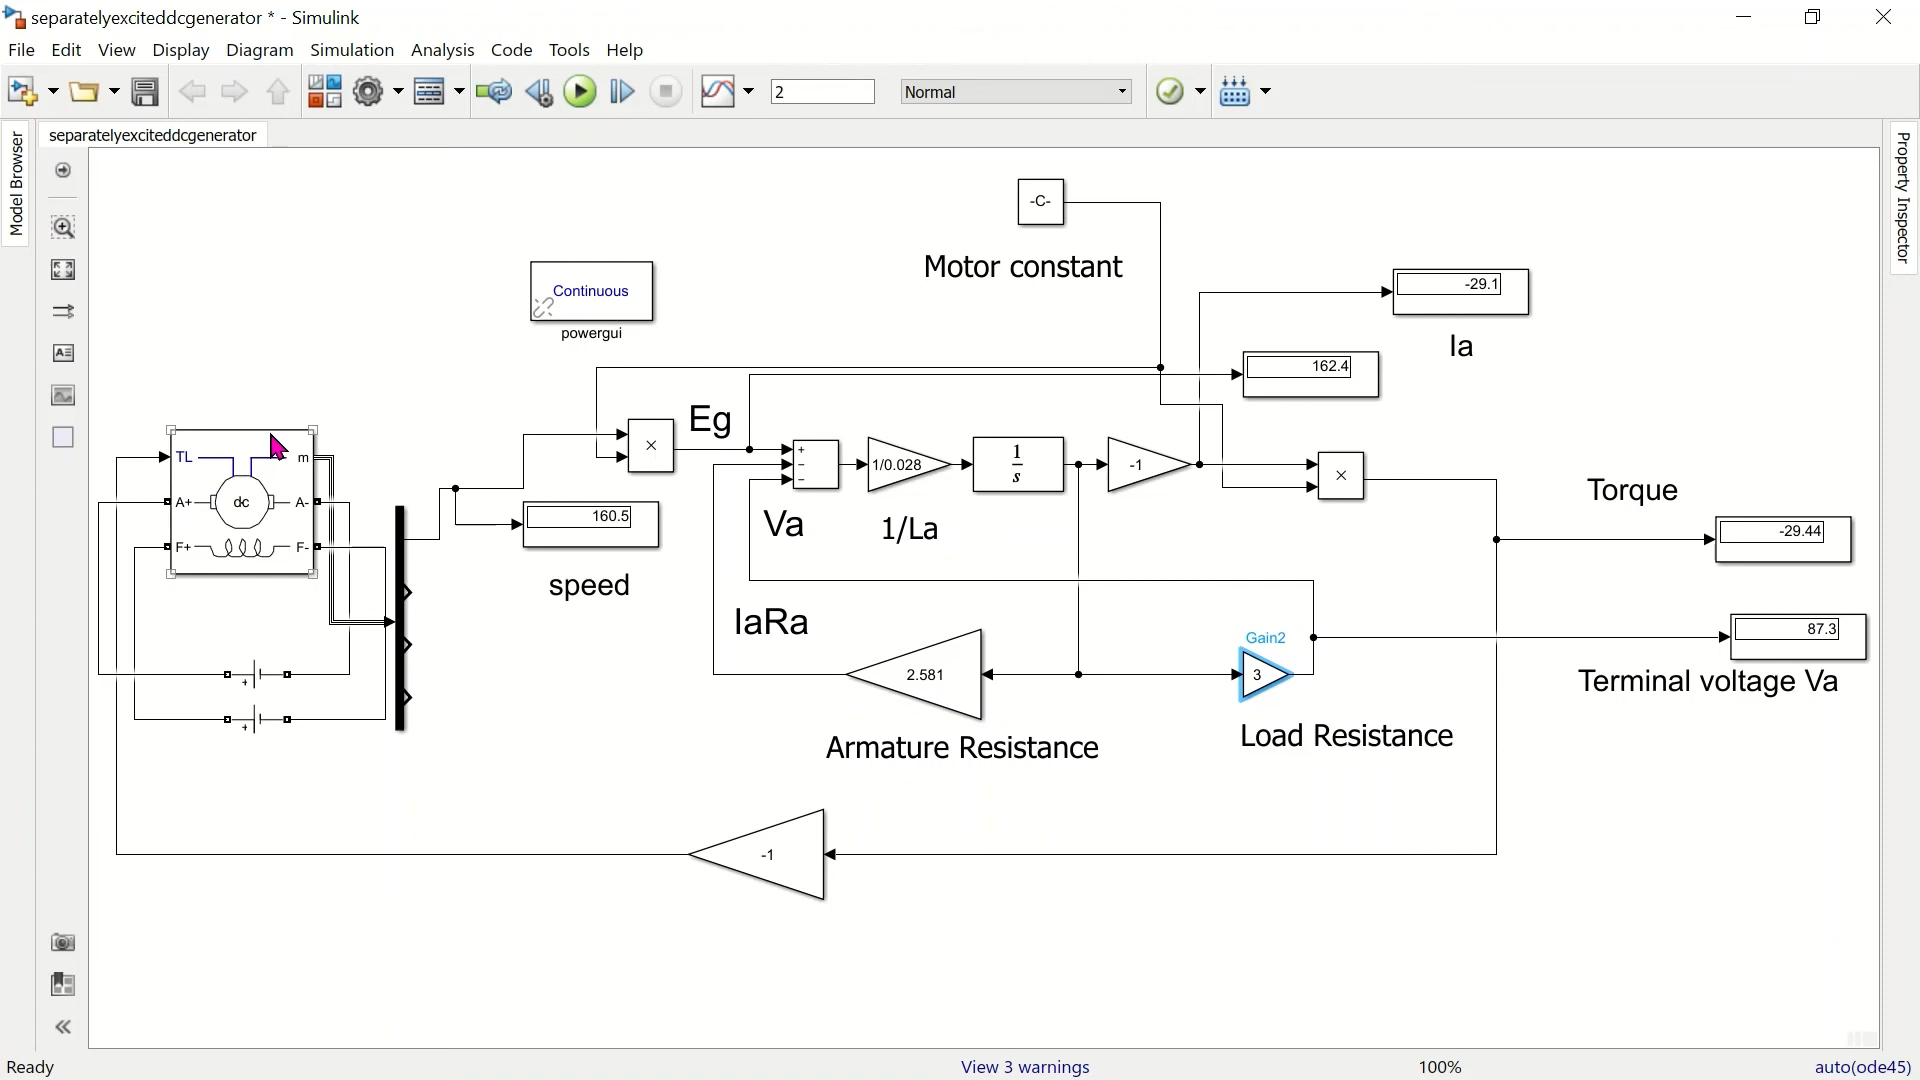 separatelyexciteddcgenerator * - Simulink
File Edit View Display Diagram Simulation Analysis Code Tools Help
2
Normal
Model Browser
separatelyexciteddcgenerator
Property Inspector
-C-
Motor constant
Continuous
powergui
-29.1
Ia
162.4
Eg
×
TL
m
A+
dc
A-
F+
F-
160.5
speed
+
-
-
1/0.028
1
s
-1
×
Va
1/La
Torque
-29.44
IaRa
2.581
Armature Resistance
Gain2
3
Load Resistance
87.3
Terminal voltage Va
+
+
-1
Ready
View 3 warnings
100%
auto(ode45)